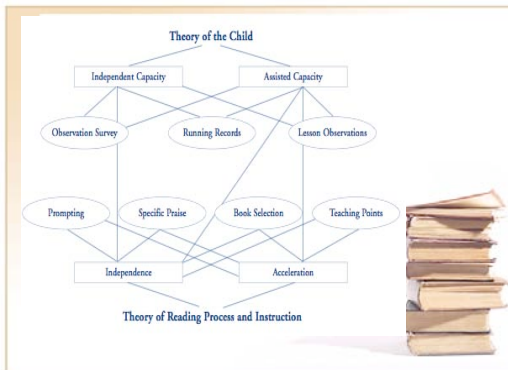 Theory of the Child
Independent Capacity
Assisted Capacity
Observation Survey
Running Records
Lesson Observations
Prompting
Specific Praise
Book Selection
Teaching Points
Independence
Acceleration
Theory of Reading Process and Instruction